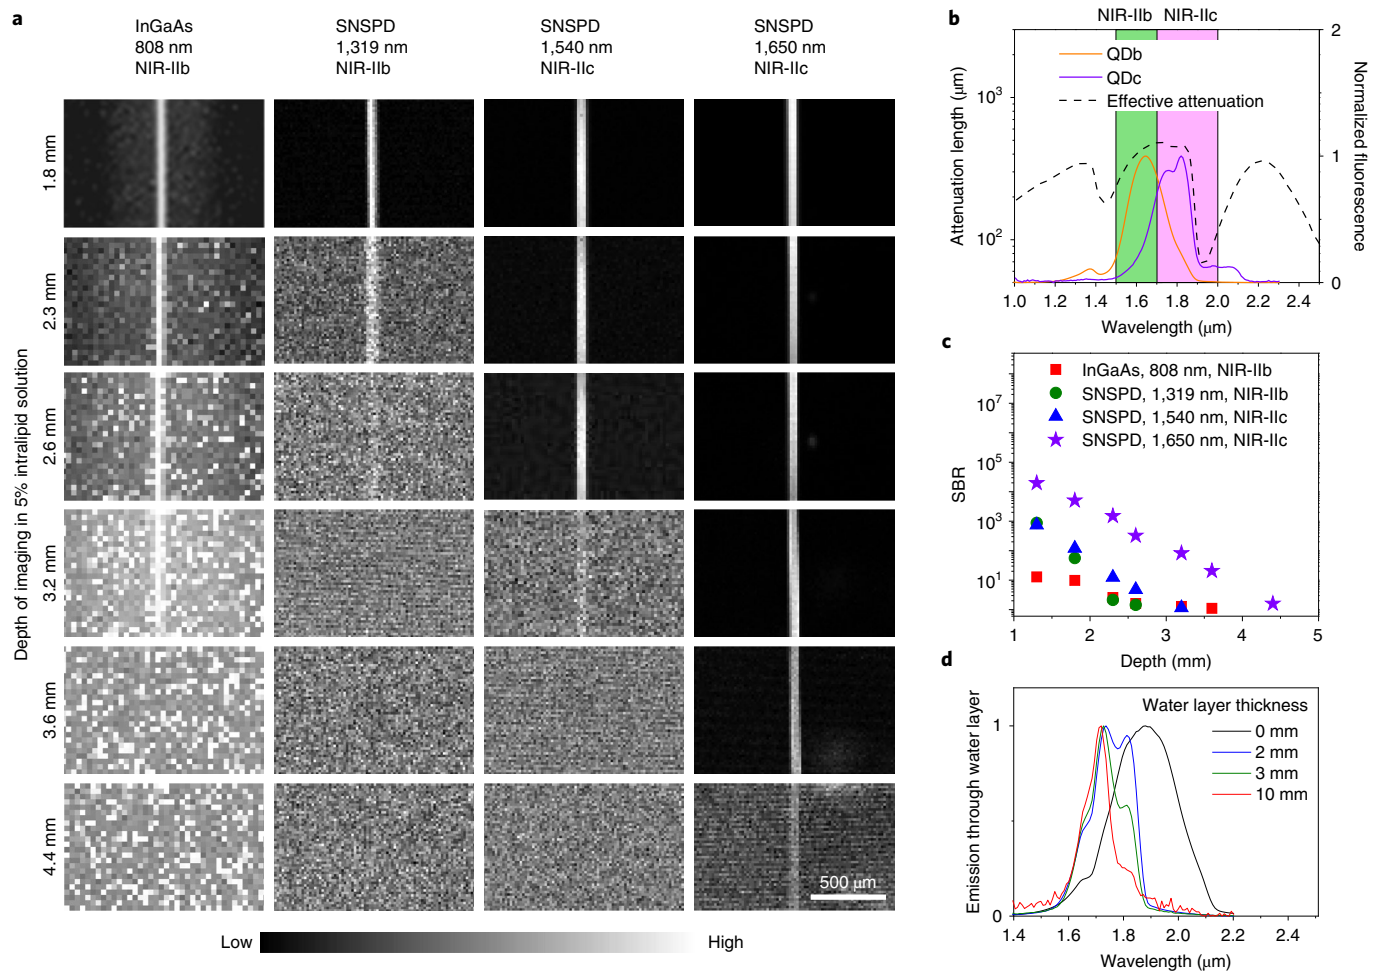 a
InGaAs
808 nm
NIR-IIb
SNSPD
1,319 nm
NIR-IIb
SNSPD
1,540 nm
NIR-IIc
SNSPD
1,650 nm
NIR-IIc
Depth of imaging in 5% intralipid solution
1.8 mm
2.3 mm
2.6 mm
3.2 mm
3.6 mm
4.4 mm
500 μm
Low
High
b
NIR-IIb NIR-IIc
QDb
QDc
Effective attenuation
Attenuation length (μm)
10³
10²
Normalized fluorescence
2
1
0
1.0 1.2 1.4 1.6 1.8 2.0 2.2 2.4
Wavelength (μm)
c
InGaAs, 808 nm, NIR-IIb
SNSPD, 1,319 nm, NIR-IIb
SNSPD, 1,540 nm, NIR-IIc
SNSPD, 1,650 nm, NIR-IIc
SBR
10⁷
10⁵
10³
10¹
1 2 3 4 5
Depth (mm)
d
Water layer thickness
0 mm
2 mm
3 mm
10 mm
Emission through water layer
1
0
1.4 1.6 1.8 2.0 2.2 2.4
Wavelength (μm)